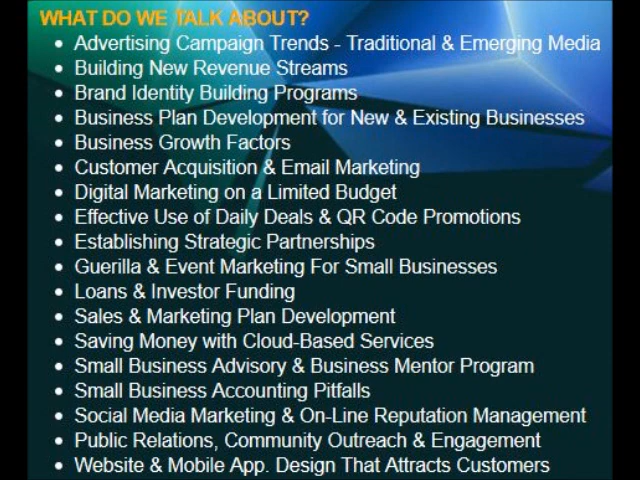 WHAT DO WE TALK ABOUT?
• Advertising Campaign Trends - Traditional & Emerging Media
• Building New Revenue Streams
• Brand Identity Building Programs
• Business Plan Development for New & Existing Businesses
• Business Growth Factors
• Customer Acquisition & Email Marketing
• Digital Marketing on a Limited Budget
• Effective Use of Daily Deals & QR Code Promotions
• Establishing Strategic Partnerships
• Guerilla & Event Marketing For Small Businesses
• Loans & Investor Funding
• Sales & Marketing Plan Development
• Saving Money with Cloud-Based Services
• Small Business Advisory & Business Mentor Program
• Small Business Accounting Pitfalls
• Social Media Marketing & On-Line Reputation Management
• Public Relations, Community Outreach & Engagement
• Website & Mobile App. Design That Attracts Customers